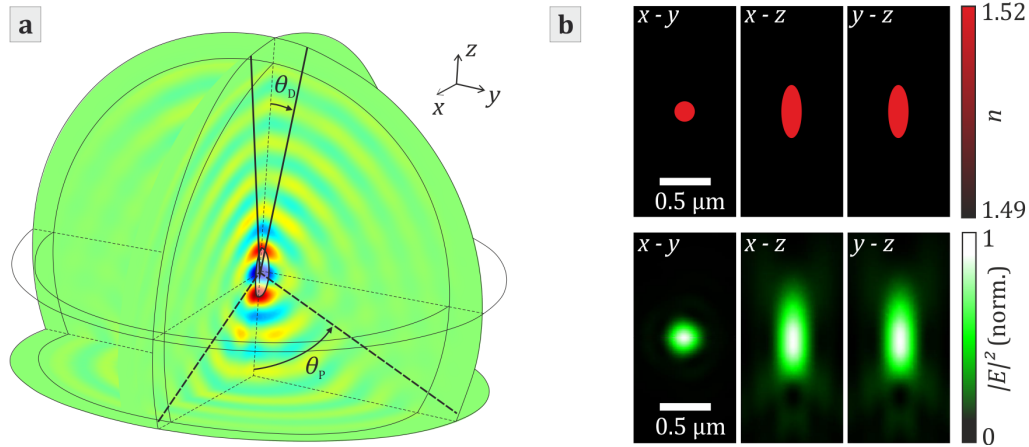 a
z
x
y
θD
θP
b
x - y
x - z
y - z
1.52
n
1.49
0.5 μm
x - y
x - z
y - z
1
|E|² (norm.)
0
0.5 μm